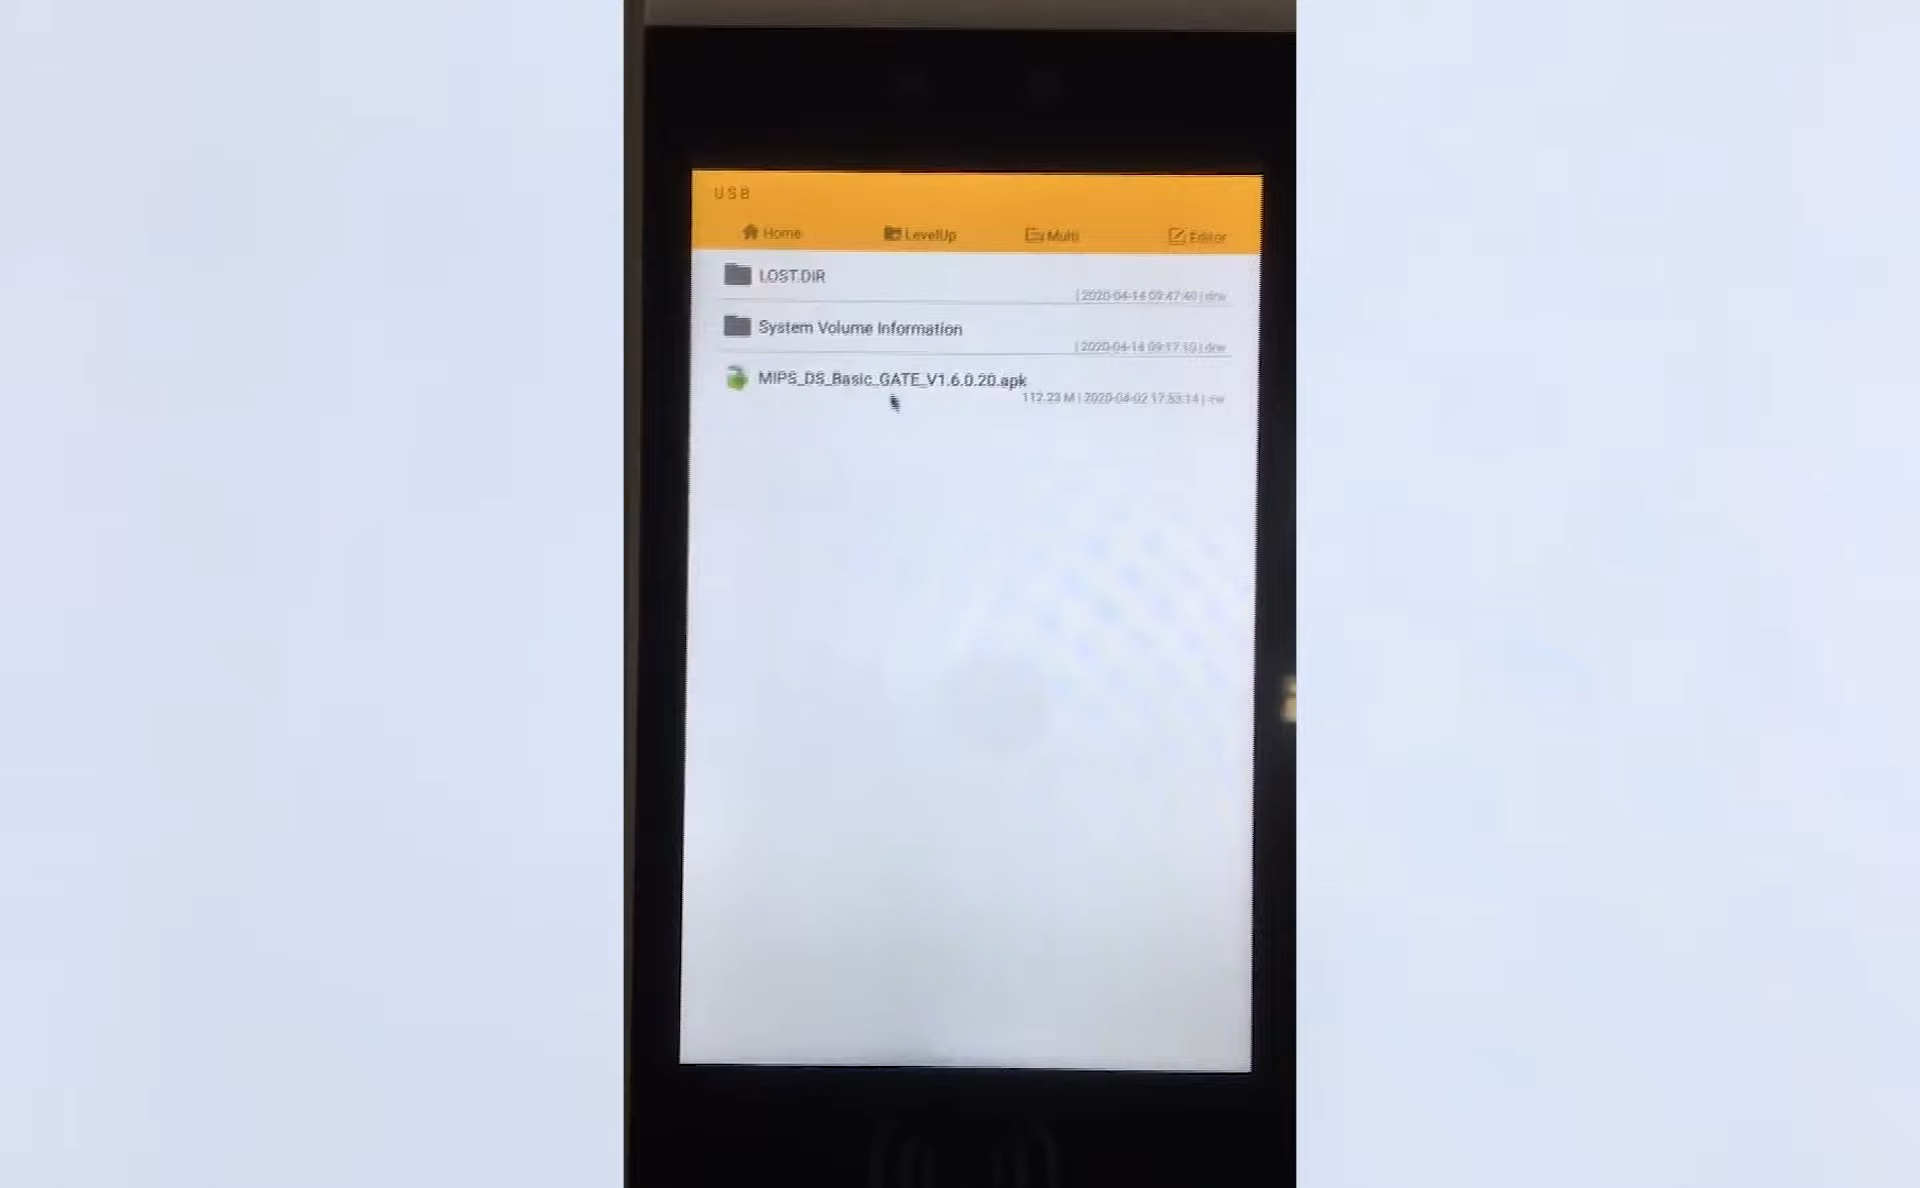 USB
Home LevelUp Multi Editor
LOST.DIR
| 2020-04-14 09:47:40 | drw
System Volume Information
| 2020-04-14 09:17:10 | drw
MIPS_DS_Basic_GATE_V1.6.0.20.apk
112.23 M | 2020-04-02 17:53:14 | -rw